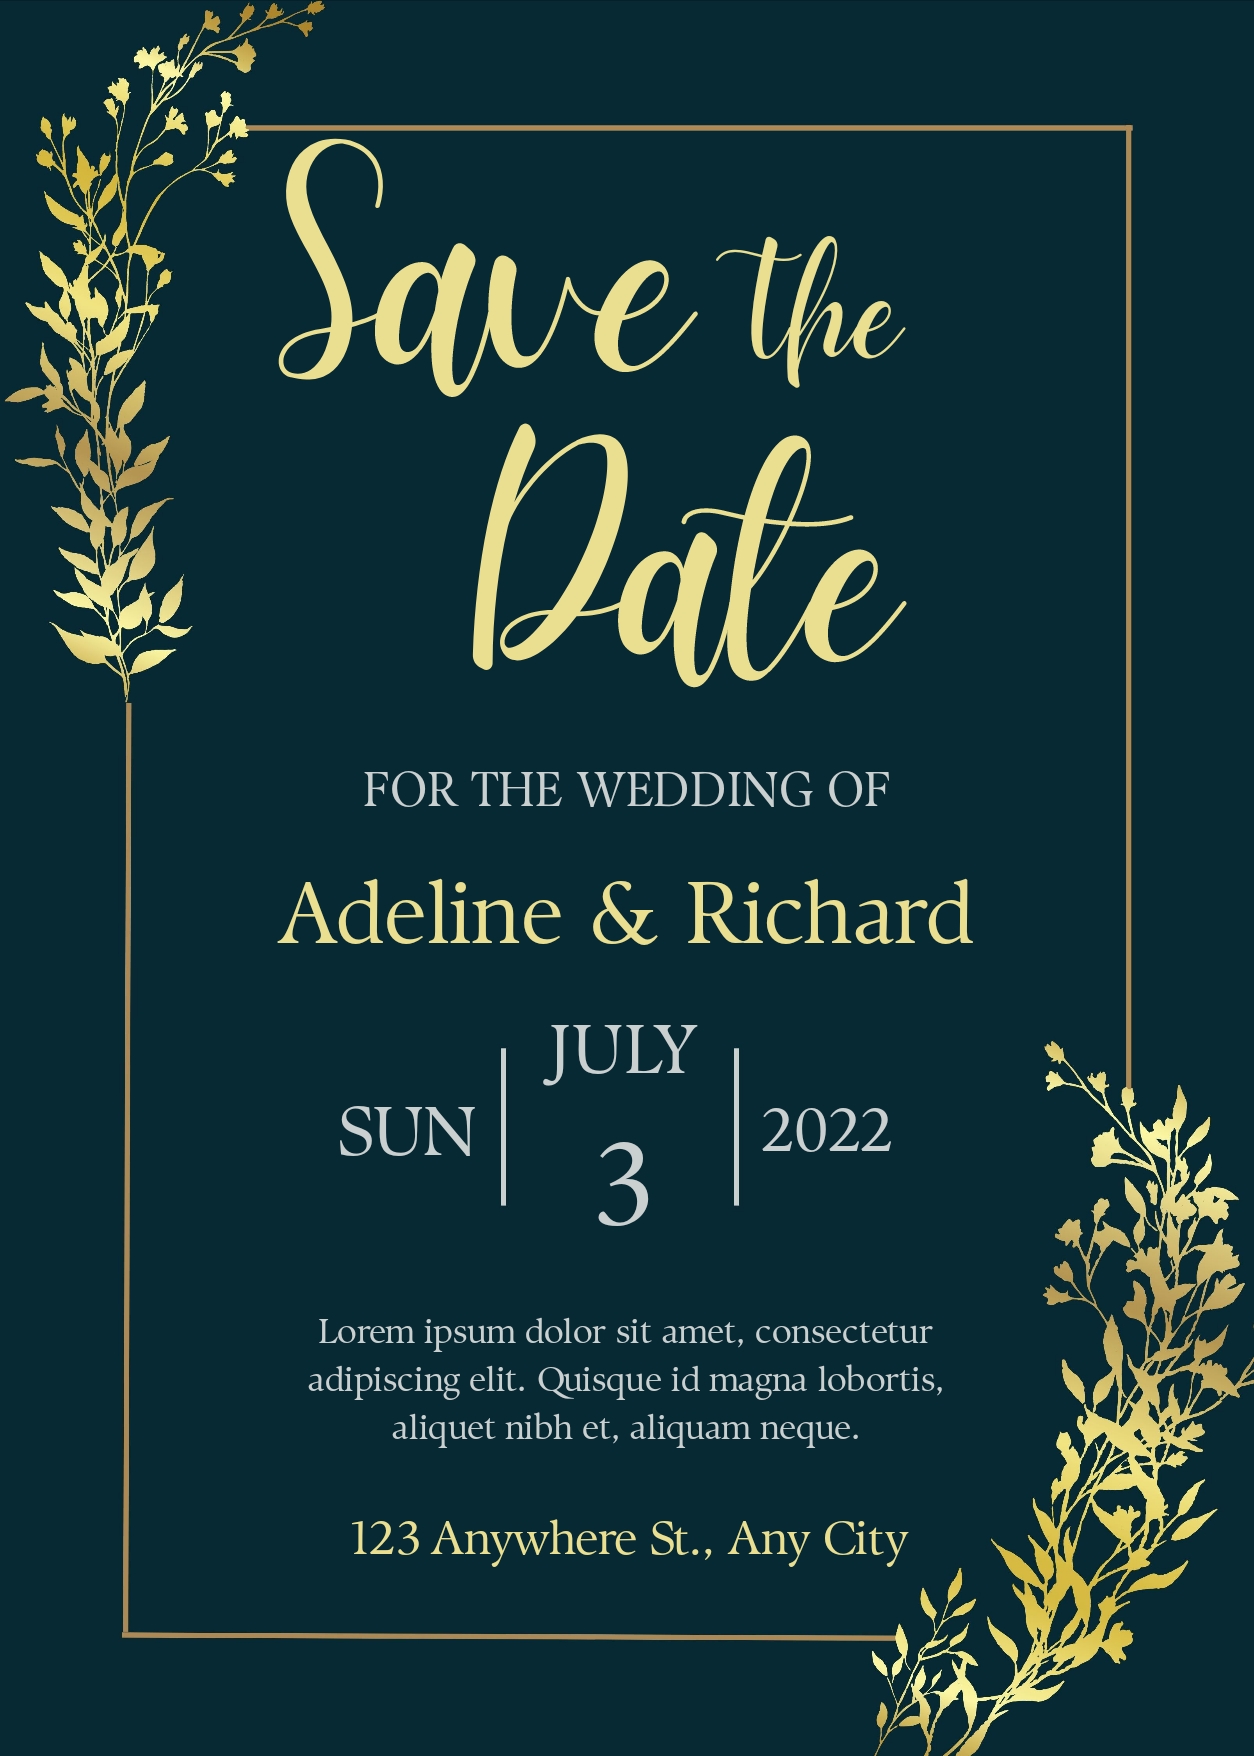 Save the
Date
FOR THE WEDDING OF
Adeline & Richard
JULY
SUN
3
2022
Lorem ipsum dolor sit amet, consectetur
adipiscing elit. Quisque id magna lobortis,
aliquet nibh et, aliquam neque.
123 Anywhere St., Any City